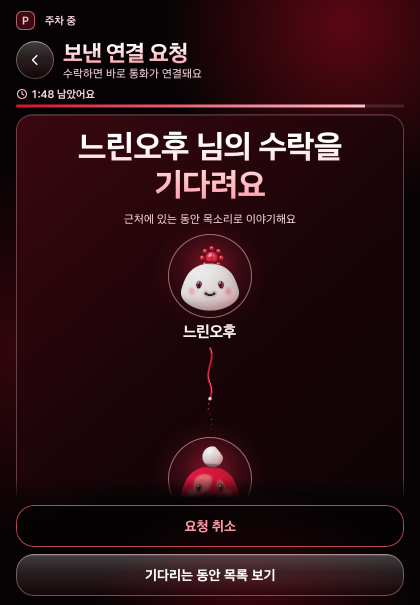 P 주차 중
보낸 연결 요청
수락하면 바로 통화가 연결돼요
1:48 남았어요
느린오후 님의 수락을
기다려요
근처에 있는 동안 목소리로 이야기해요
느린오후
요청 취소
기다리는 동안 목록 보기